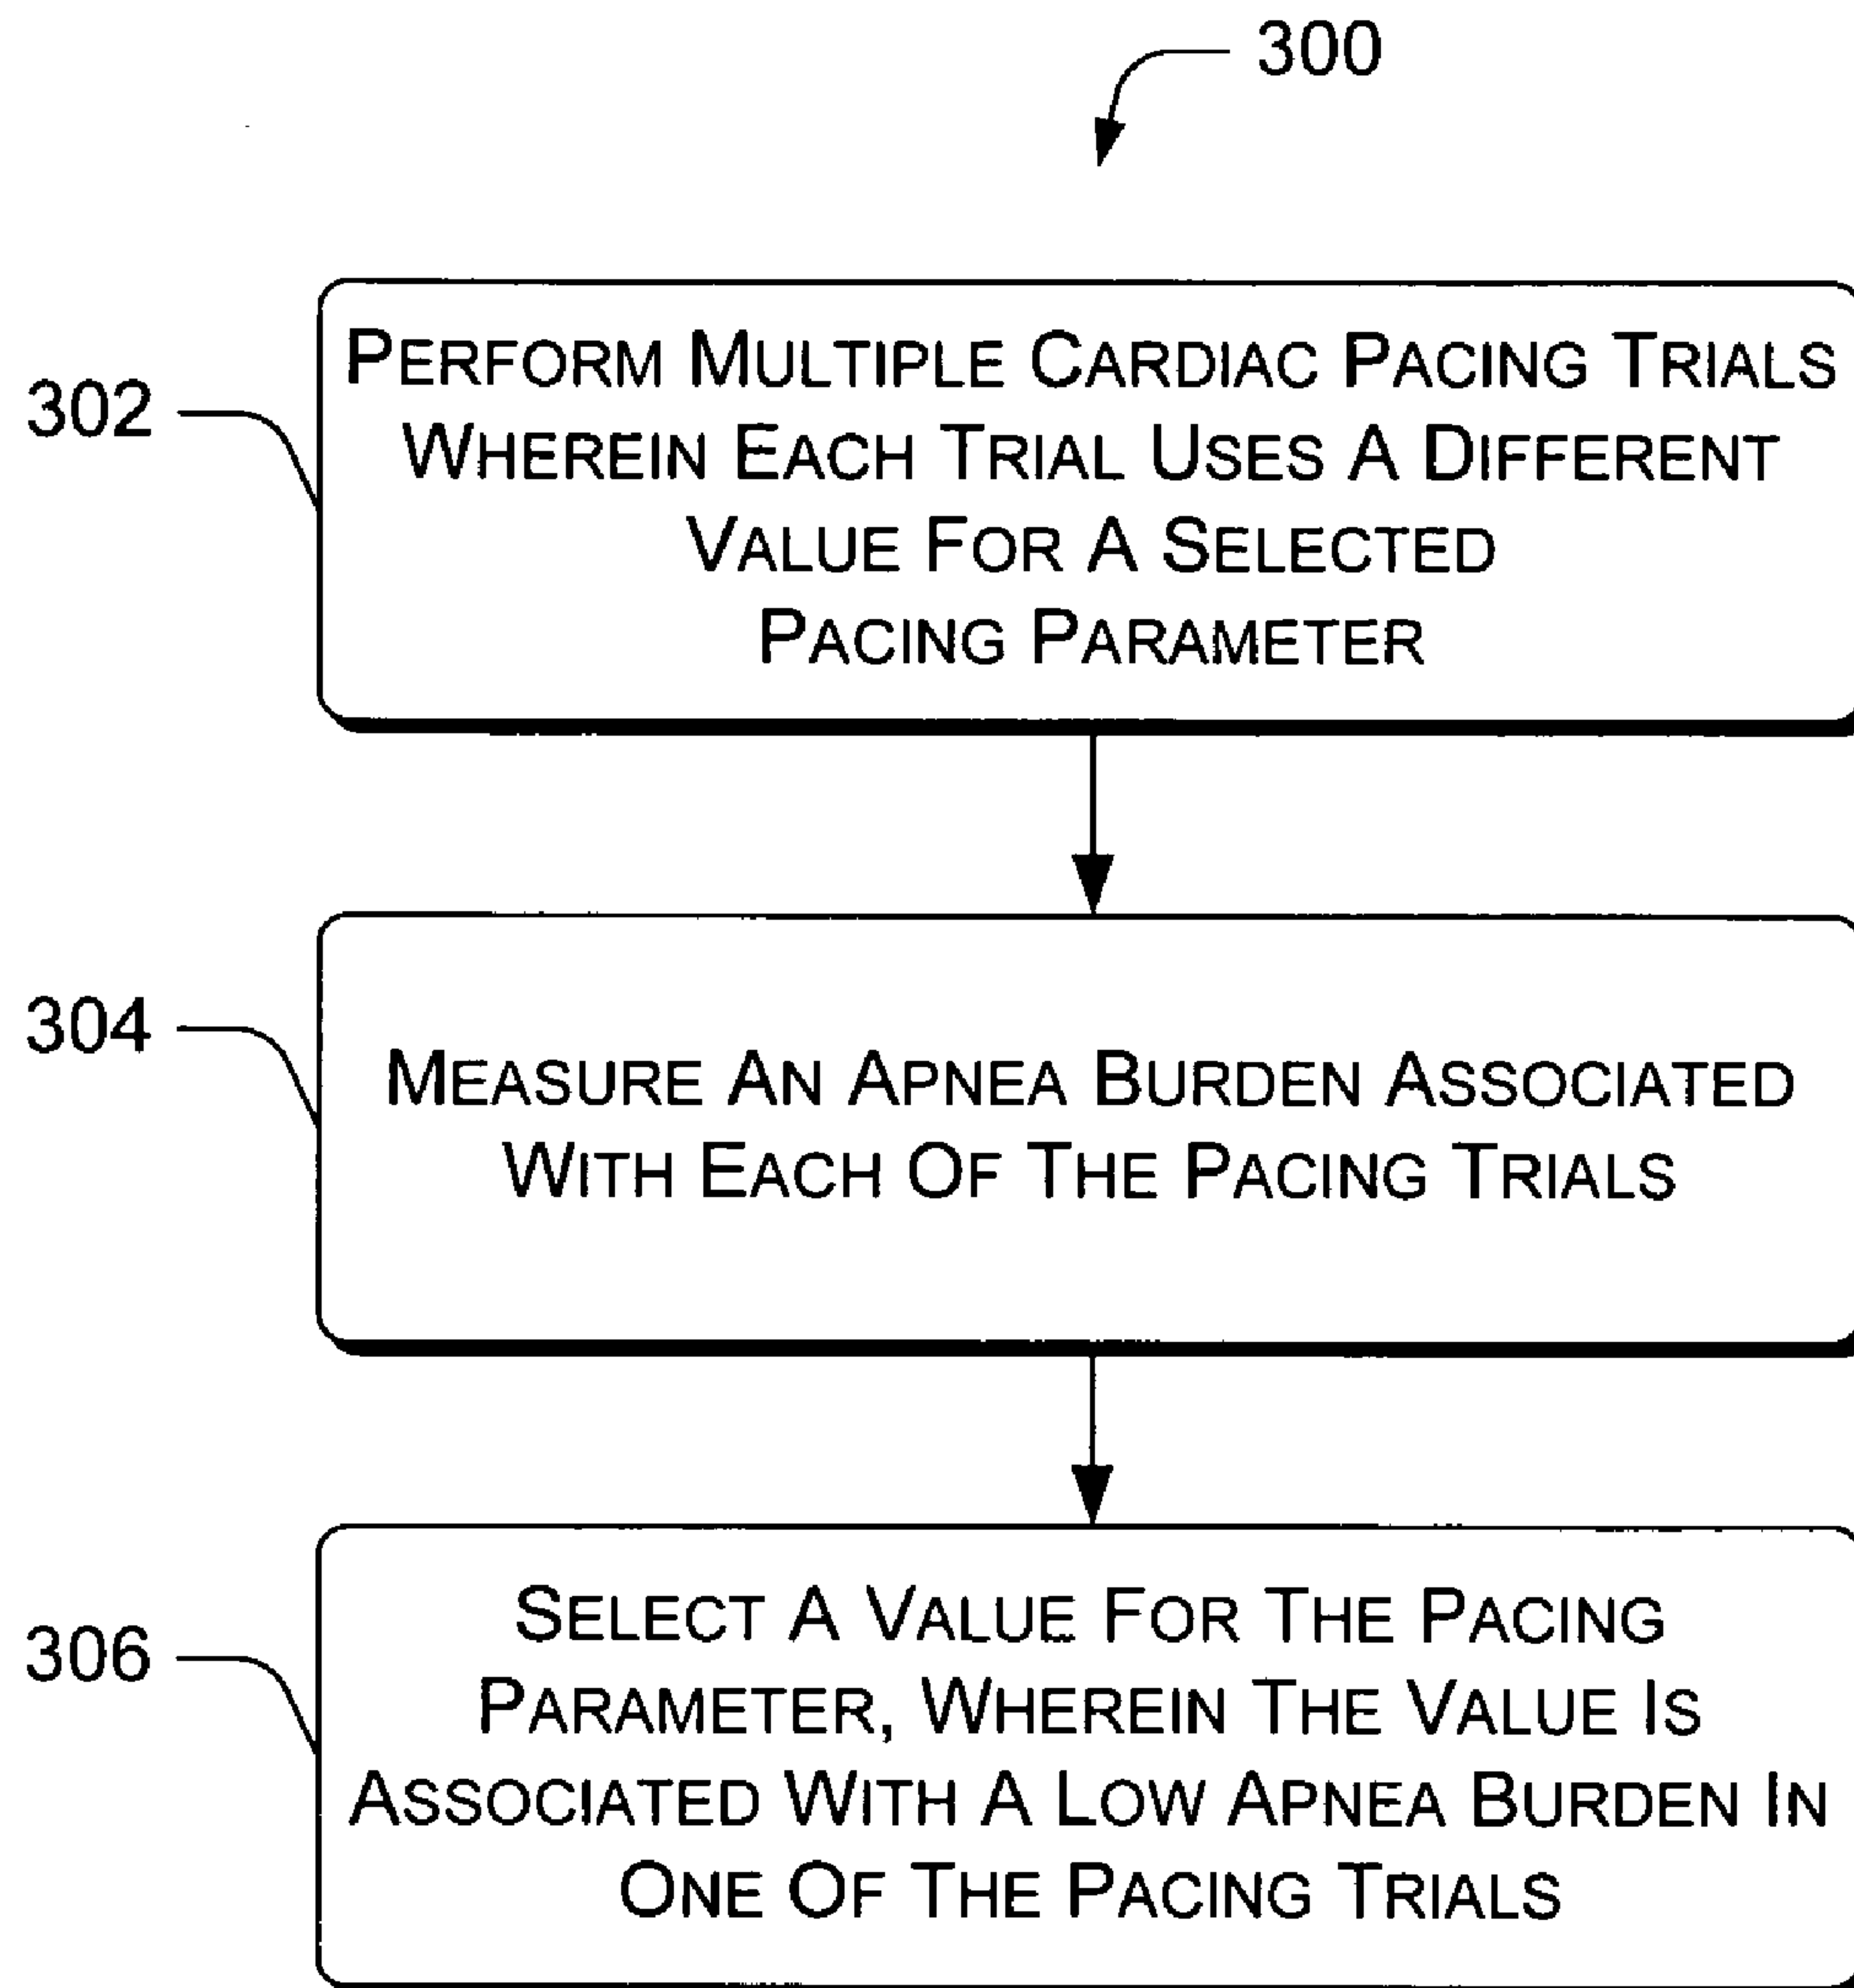 300
302
PERFORM MULTIPLE CARDIAC PACING TRIALS
WHEREIN EACH TRIAL USES A DIFFERENT
VALUE FOR A SELECTED
PACING PARAMETER
304
MEASURE AN APNEA BURDEN ASSOCIATED
WITH EACH OF THE PACING TRIALS
306
SELECT A VALUE FOR THE PACING
PARAMETER, WHEREIN THE VALUE IS
ASSOCIATED WITH A LOW APNEA BURDEN IN
ONE OF THE PACING TRIALS